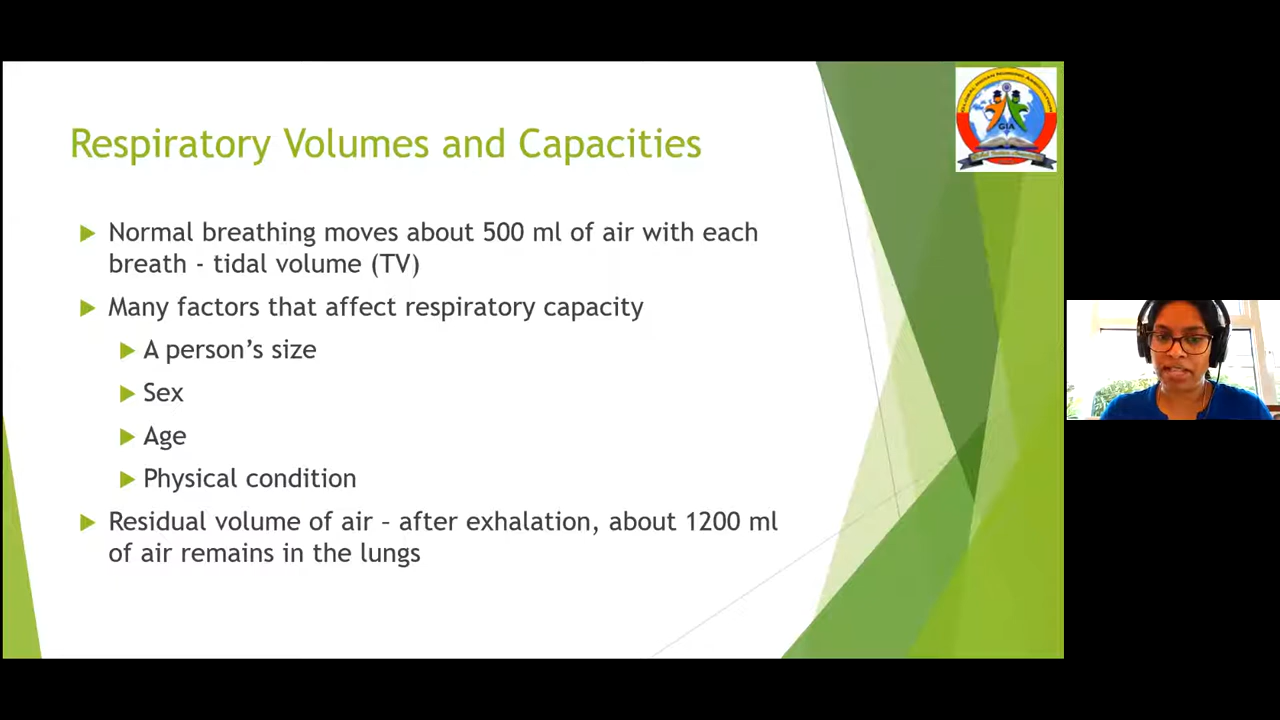 Respiratory Volumes and Capacities
Normal breathing moves about 500 ml of air with each
breath - tidal volume (TV)
Many factors that affect respiratory capacity
A person's size
Sex
Age
Physical condition
Residual volume of air – after exhalation, about 1200 ml
of air remains in the lungs
GIA